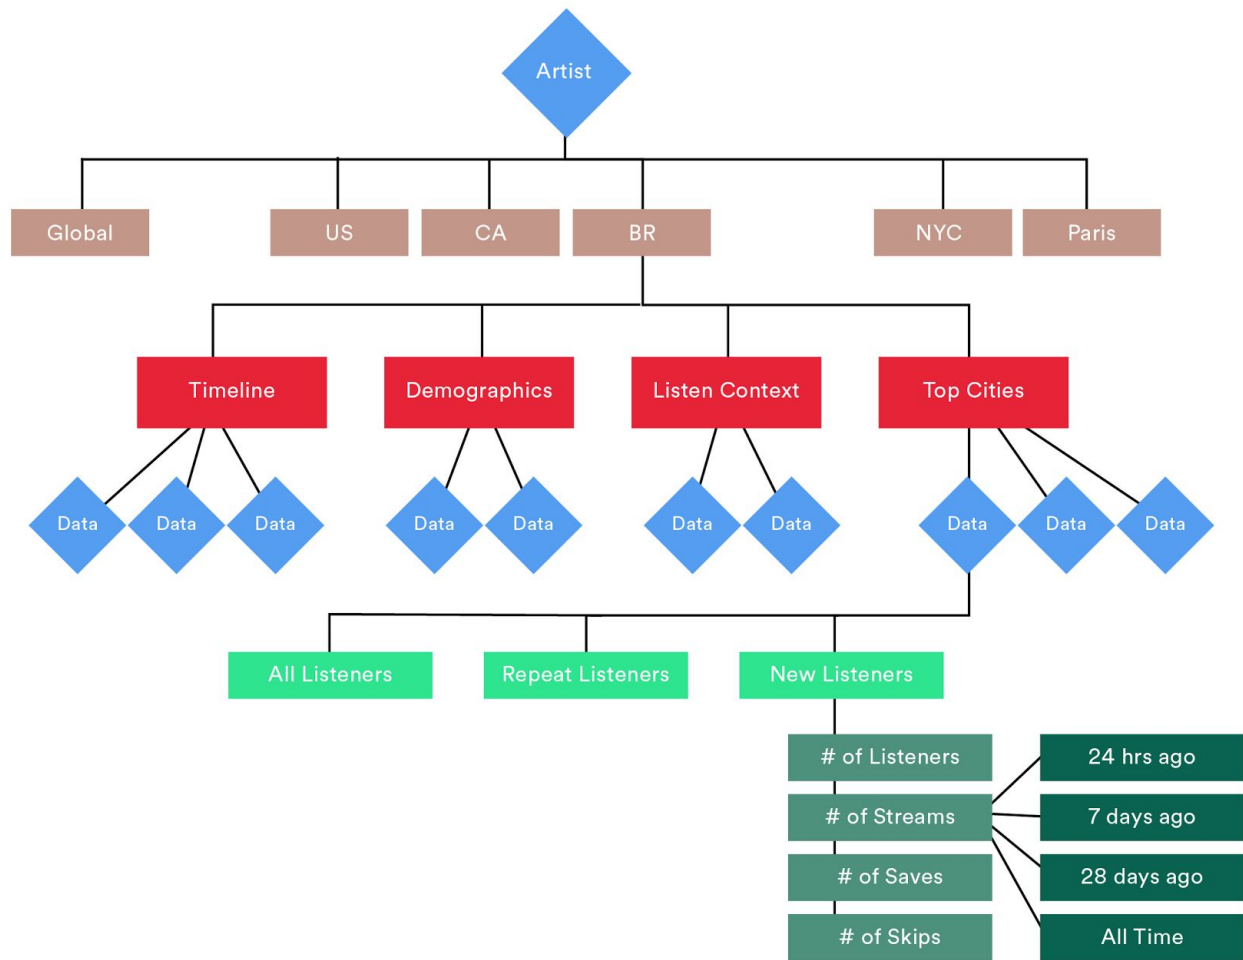 Artist
Global
US
CA
BR
NYC
Paris
Timeline
Demographics
Listen Context
Top Cities
Data
Data
Data
Data
Data
Data
Data
Data
Data
Data
All Listeners
Repeat Listeners
New Listeners
# of Listeners
24 hrs ago
# of Streams
7 days ago
# of Saves
28 days ago
# of Skips
All Time